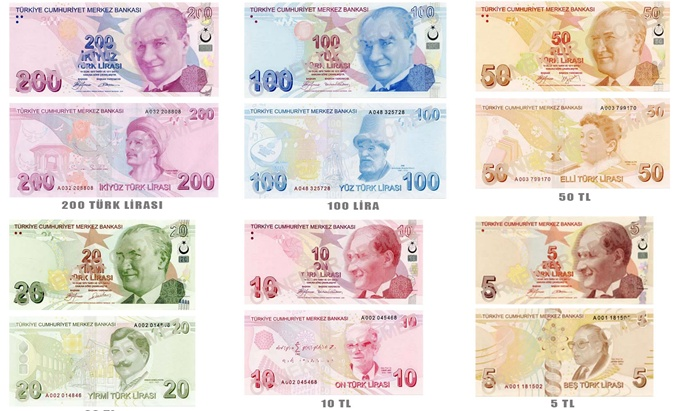 TÜRKİYE CUMHURİYET MERKEZ BANKASI
200
İKİYÜZ
TÜRK LİRASI
200
TÜRKİYE CUMHURİYET MERKEZ BANKASI
A032 208808
200
A032 208808
İKİYÜZ TÜRK LİRASI
200
200 TÜRK LİRASI
TÜRKİYE CUMHURİYET MERKEZ BANKASI
100
100
YÜZ
TÜRK LİRASI
100
TÜRKİYE CUMHURİYET MERKEZ BANKASI
A048 325728
100
100
A048 325728
YÜZ TÜRK LİRASI
100
100 LİRA
TÜRKİYE CUMHURİYET MERKEZ BANKASI
50
50
ELLİ
TÜRK LİRASI
50
TÜRKİYE CUMHURİYET MERKEZ BANKASI
A003 799170
50
50
A003 799170
ELLİ TÜRK LİRASI
50
50 TL
TÜRKİYE CUMHURİYET MERKEZ BANKASI
20
20
YİRMİ
TÜRK LİRASI
20
TÜRKİYE CUMHURİYET MERKEZ BANKASI
20
20
A002 014846
YİRMİ TÜRK LİRASI
20
TÜRKİYE CUMHURİYET MERKEZ BANKASI
10
10
ON
TÜRK LİRASI
10
TÜRKİYE CUMHURİYET MERKEZ BANKASI
A002 045468
10
10
A002 045468
ON TÜRK LİRASI
10
10 TL
TÜRKİYE CUMHURİYET MERKEZ BANKASI
5
5
BEŞ
TÜRK LİRASI
5
TÜRKİYE CUMHURİYET MERKEZ BANKASI
A001 181502
5
5
A001 181502
BEŞ TÜRK LİRASI
5
5 TL